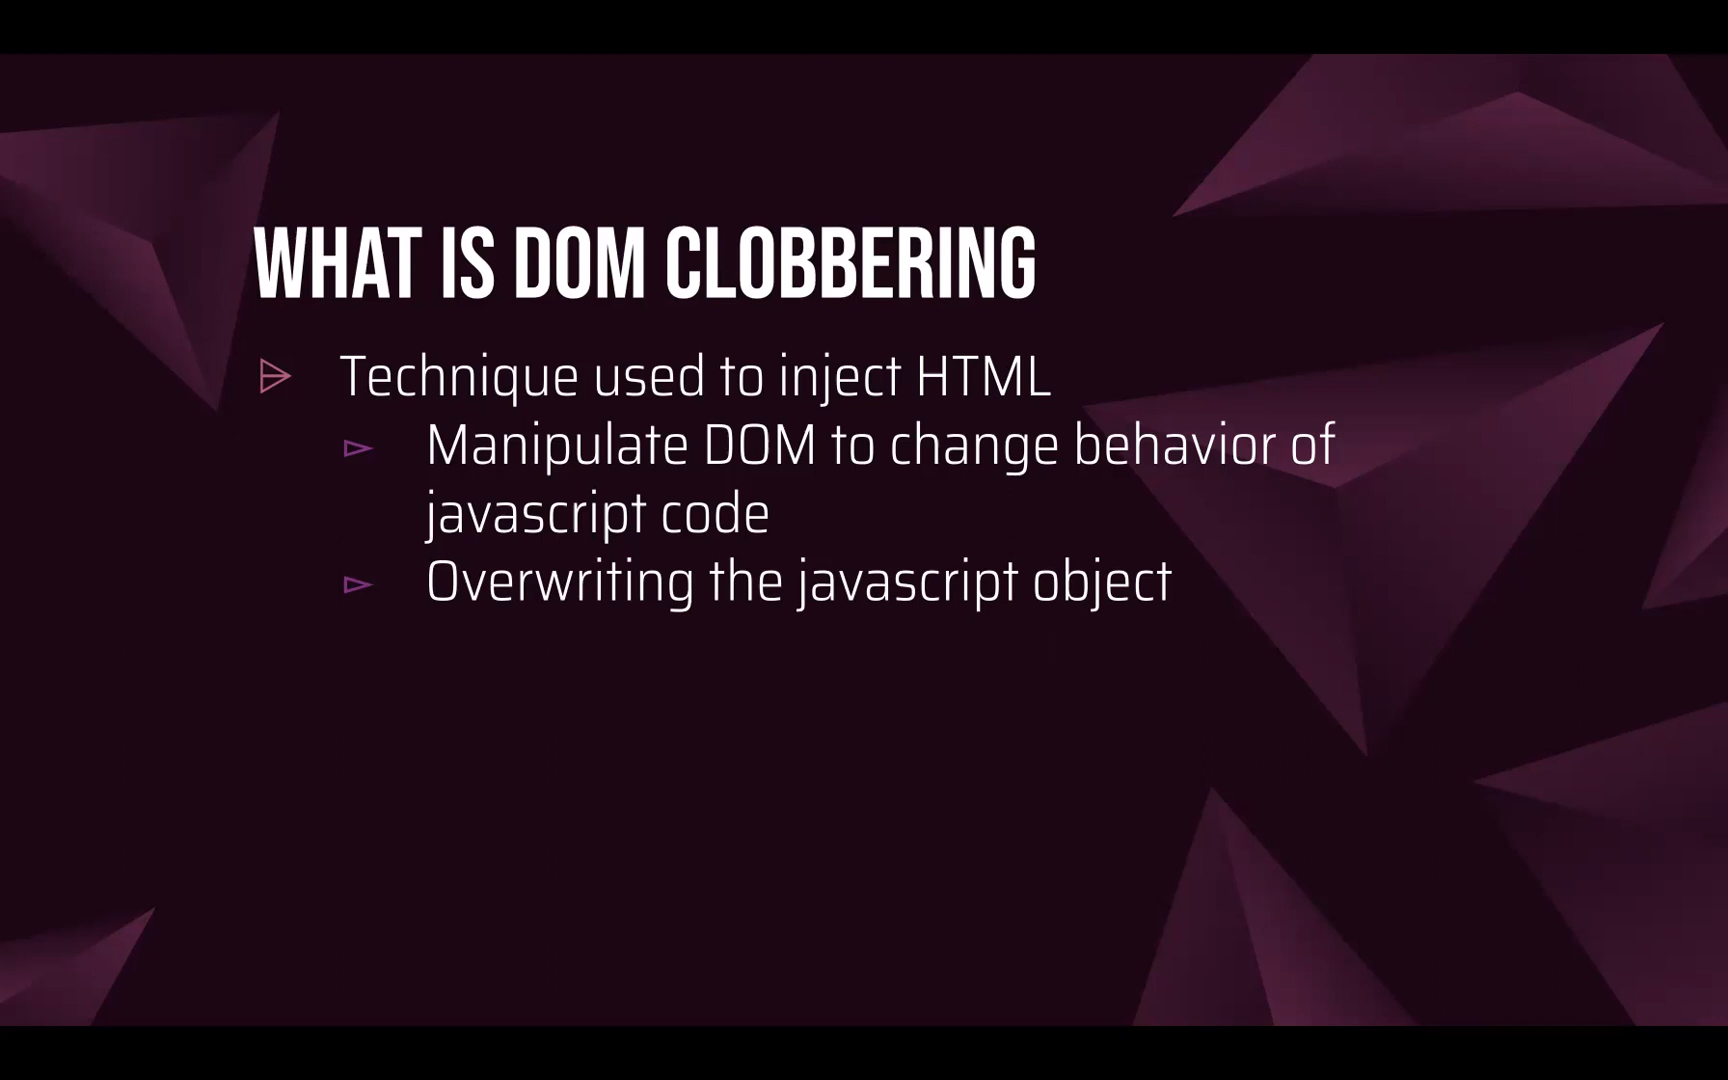 WHAT IS DOM CLOBBERING
Technique used to inject HTML
Manipulate DOM to change behavior of
javascript code
Overwriting the javascript object